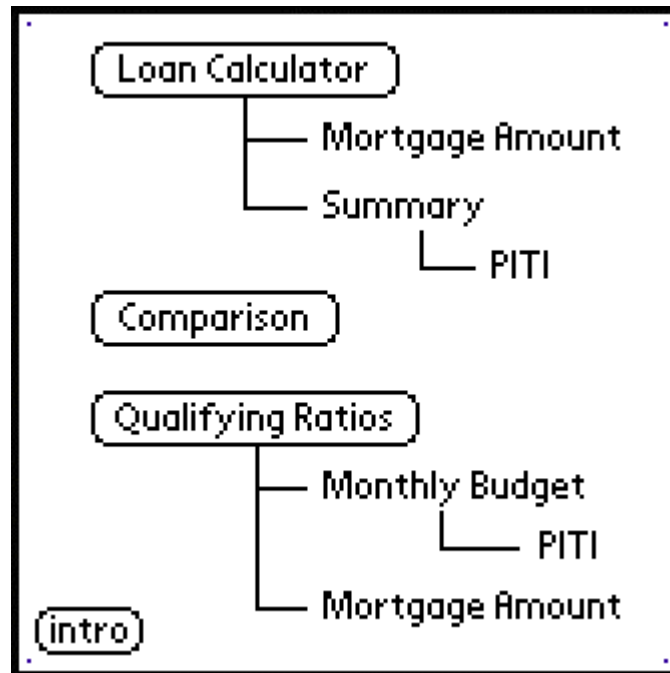 Loan Calculator
Mortgage Amount
Summary
PITI
Comparison
Qualifying Ratios
Monthly Budget
PITI
Mortgage Amount
intro